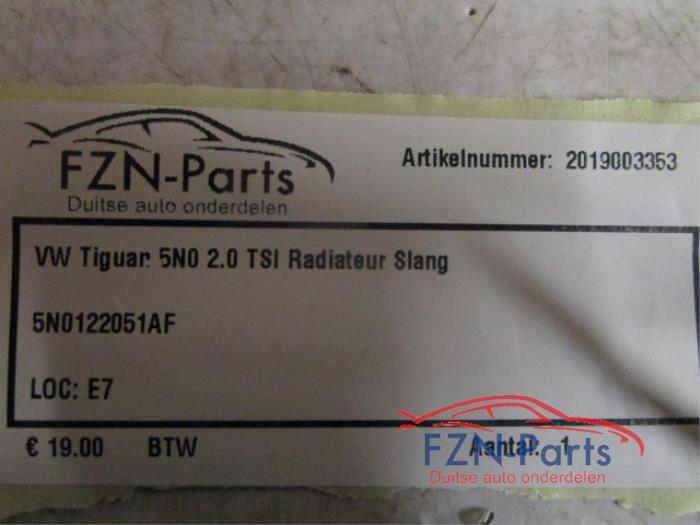 FZN-Parts
Duitse auto onderdelen
Artikelnummer: 2019003353
VW Tiguan 5N0 2.0 TSI Radiateur Slang
5N0122051AF
LOC: E7
€ 19.00 BTW Aantal: 1
FZN-Parts
Duitse auto onderdelen